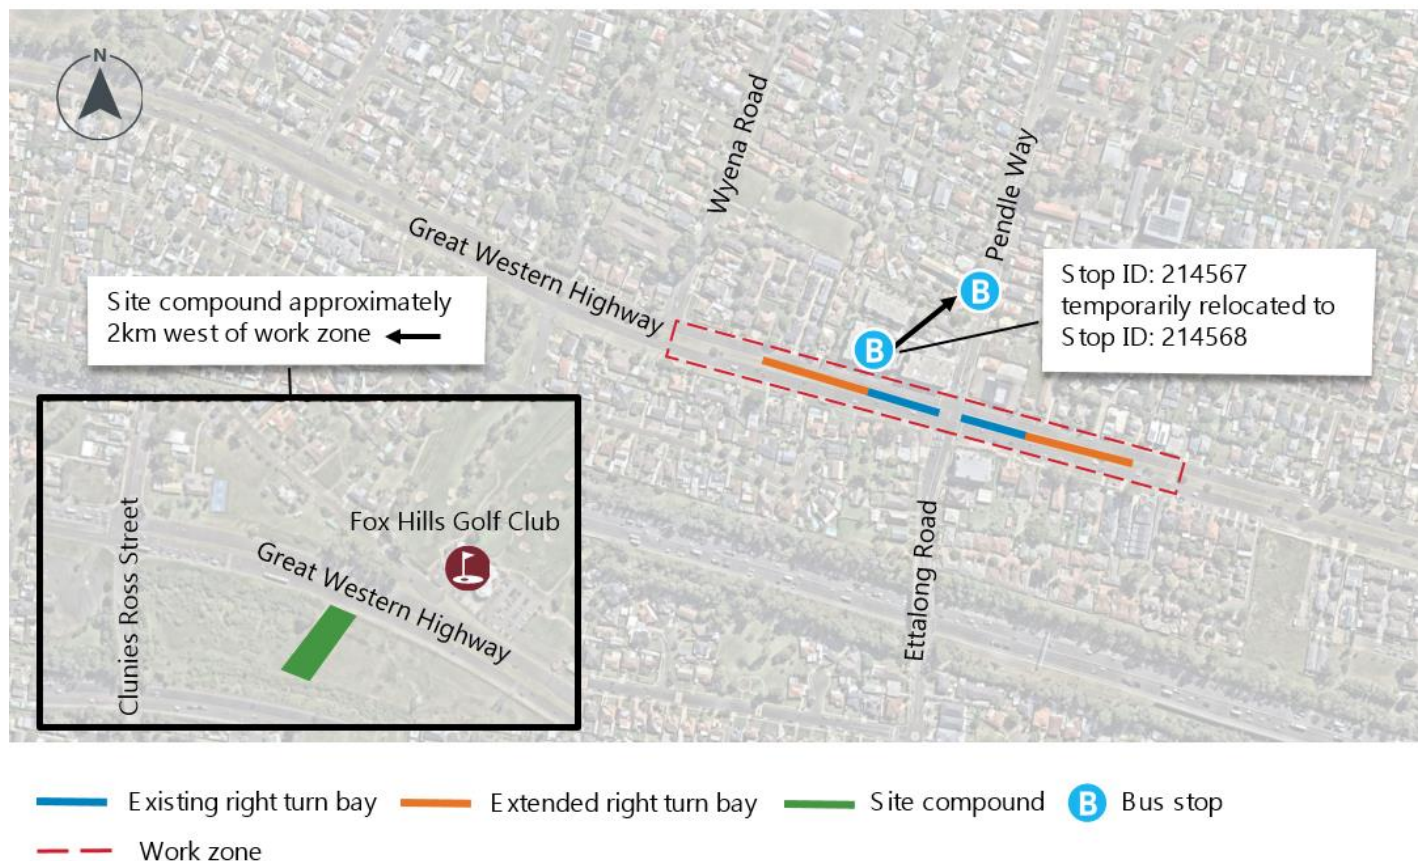 N
Wyena Road
Pendle Way
Great Western Highway
Stop ID: 214567
temporarily relocated to
Stop ID: 214568
Site compound approximately
2km west of work zone
B
B
Fox Hills Golf Club
Great Western Highway
Clunies Ross Street
Ettalong Road
Existing right turn bay
Extended right turn bay
Site compound
B Bus stop
Work zone